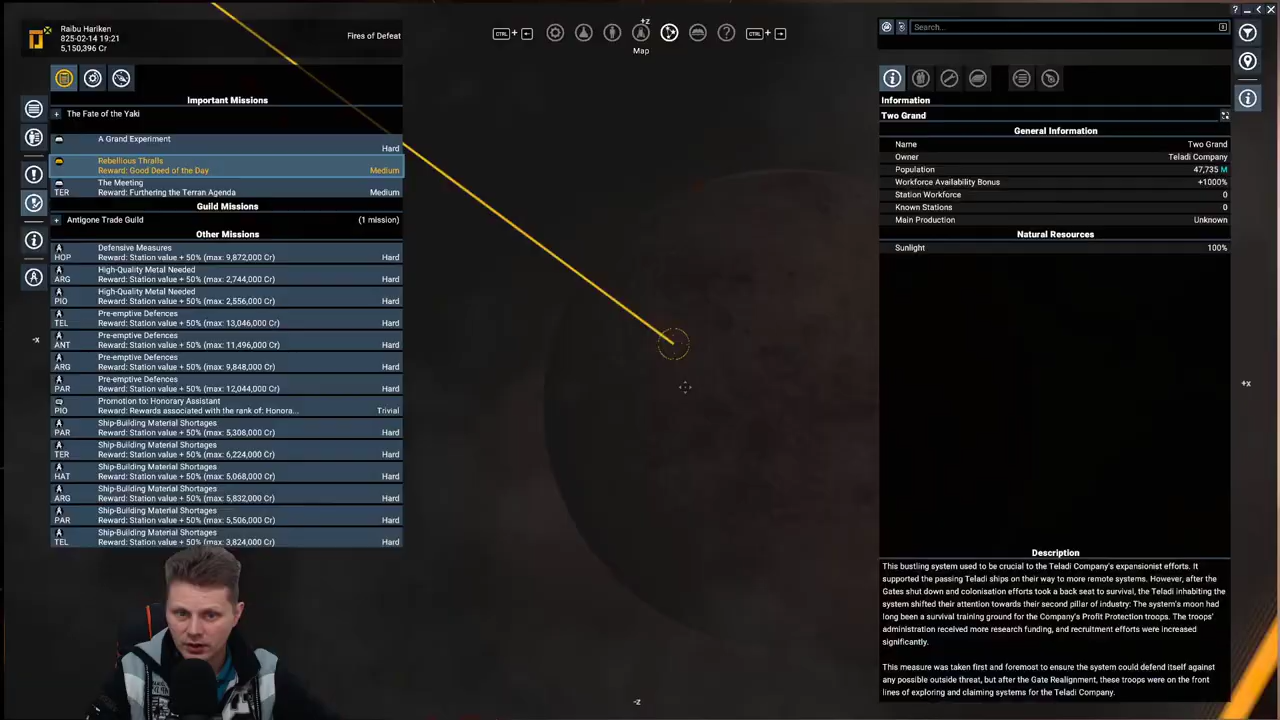 Raibu Hariken
825-02-14 19:21
5,150,396 Cr
Fires of Defeat
Important Missions
+ The Fate of the Yaki
A Grand Experiment
Hard
Rebellious Thralls
Reward: Good Deed of the Day Medium
The Meeting
TER Reward: Furthering the Terran Agenda Medium
Guild Missions
+ Antigone Trade Guild (1 mission)
Other Missions
Defensive Measures
HOP Reward: Station value + 50% (max: 9,872,000 Cr) Hard
High-Quality Metal Needed
ARG Reward: Station value + 50% (max: 2,744,000 Cr) Hard
High-Quality Metal Needed
PIO Reward: Station value + 50% (max: 2,556,000 Cr) Hard
Pre-emptive Defences
TEL Reward: Station value + 50% (max: 13,046,000 Cr) Hard
Pre-emptive Defences
ANT Reward: Station value + 50% (max: 11,496,000 Cr) Hard
Pre-emptive Defences
ARG Reward: Station value + 50% (max: 9,848,000 Cr) Hard
Pre-emptive Defences
PAR Reward: Station value + 50% (max: 12,044,000 Cr) Hard
Promotion to: Honorary Assistant
PIO Reward: Rewards associated with the rank of: Honora... Trivial
Ship-Building Material Shortages
PAR Reward: Station value + 50% (max: 5,308,000 Cr) Hard
Ship-Building Material Shortages
TER Reward: Station value + 50% (max: 6,224,000 Cr) Hard
Ship-Building Material Shortages
HAT Reward: Station value + 50% (max: 5,068,000 Cr) Hard
Ship-Building Material Shortages
ARG Reward: Station value + 50% (max: 5,832,000 Cr) Hard
Ship-Building Material Shortages
PAR Reward: Station value + 50% (max: 5,506,000 Cr) Hard
Ship-Building Material Shortages
TEL Reward: Station value + 50% (max: 3,824,000 Cr) Hard
+z
CTRL + ←
CTRL + →
Map
-x
+x
-z
Search...
Information
Two Grand
General Information
Name Two Grand
Owner Teladi Company
Population 47,735 M
Workforce Availability Bonus +1000%
Station Workforce 0
Known Stations 0
Main Production Unknown
Natural Resources
Sunlight 100%
Description
This bustling system used to be crucial to the Teladi Company's expansionist efforts. It
supported the passing Teladi ships on their way to more remote systems. However, after the
Gates shut down and colonisation efforts took a back seat to survival, the Teladi inhabiting the
system shifted their attention towards their second pillar of industry: The system's moon had
long been a survival training ground for the Company's Profit Protection troops. The troops'
administration received more research funding, and recruitment efforts were increased
significantly.
This measure was taken first and foremost to ensure the system could defend itself against
any possible outside threat, but after the Gate Realignment, these troops were on the front
lines of exploring and claiming systems for the Teladi Company.